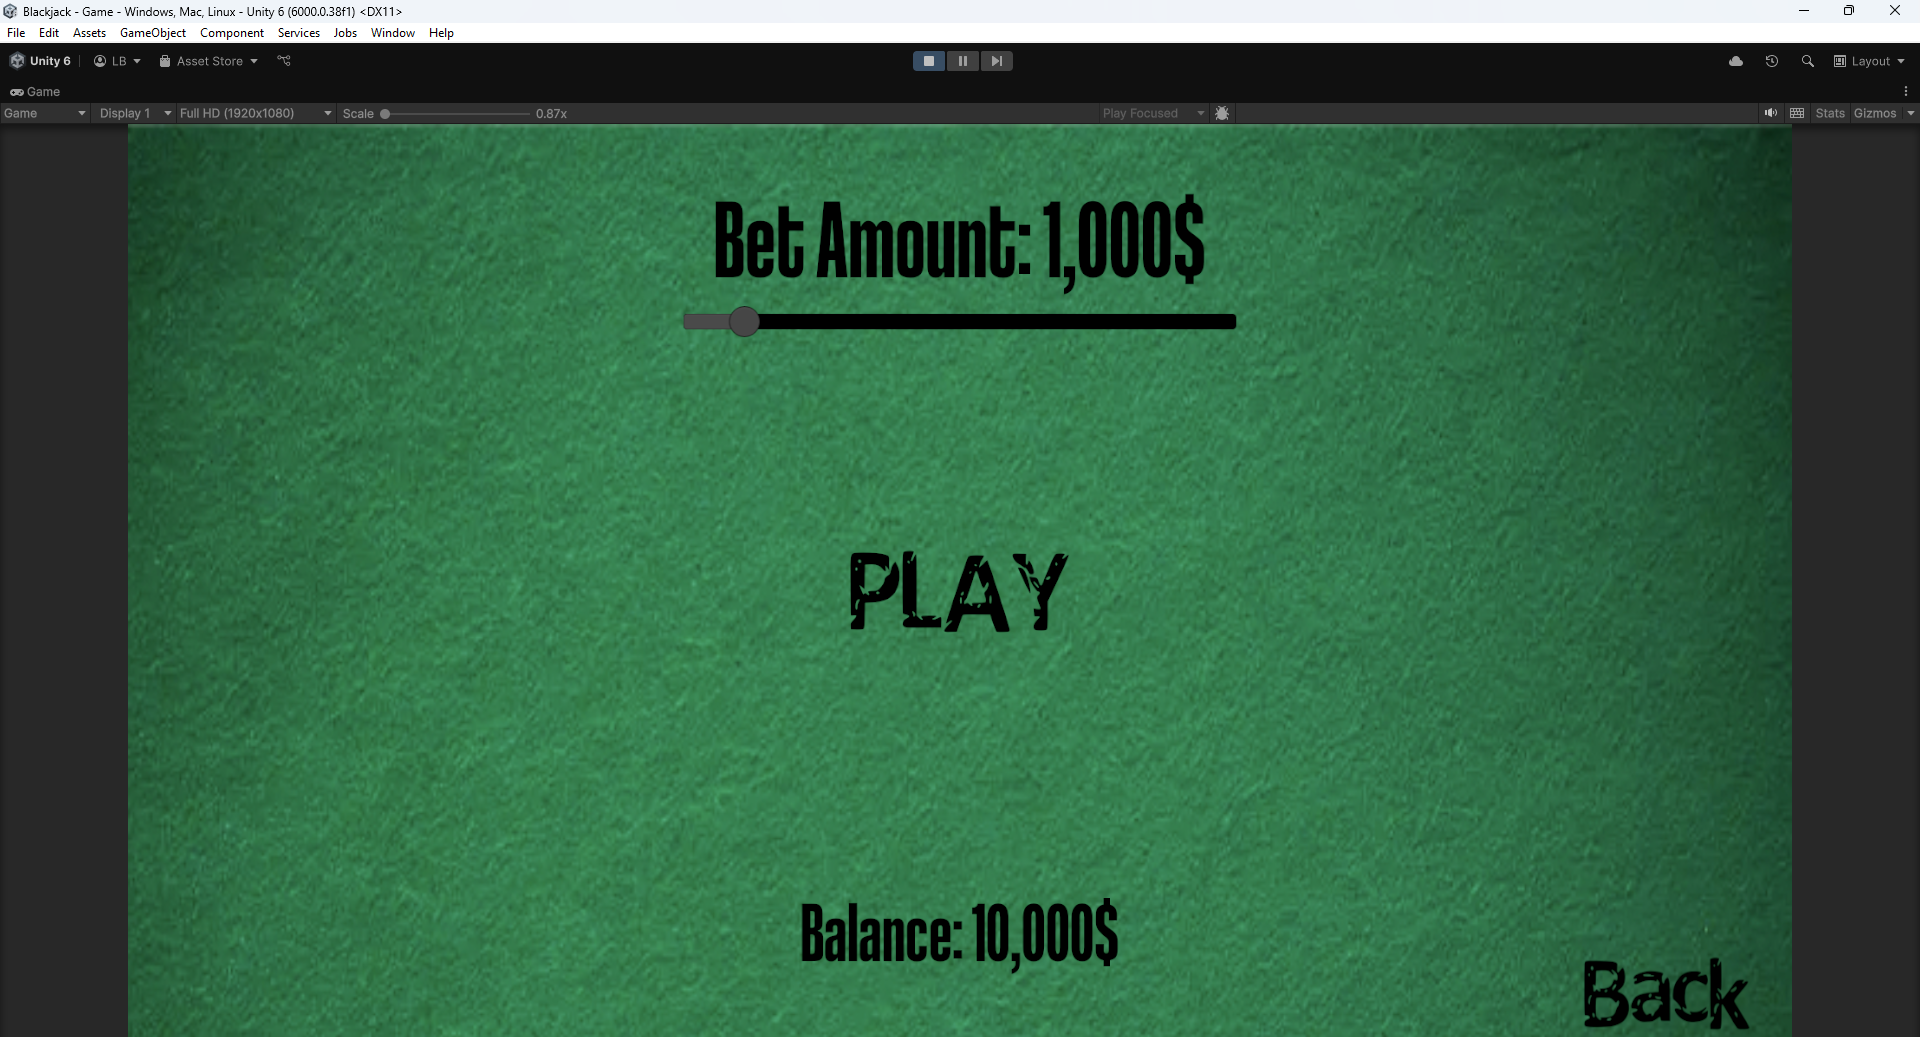 Blackjack - Game - Windows, Mac, Linux - Unity 6 (6000.0.38f1) <DX11>
File Edit Assets GameObject Component Services Jobs Window Help
Unity 6 LB Asset Store Layout
Game
Game Display 1 Full HD (1920x1080) Scale 0.87x Play Focused Stats Gizmos
Bet Amount: 1,000$
PLAY
Balance: 10,000$
Back